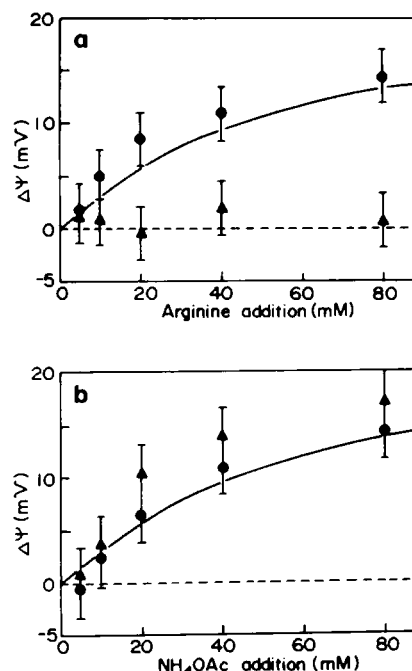 a
20
10
0
-5
ΔΨ (mV)
0 20 40 60 80
Arginine addition (mM)
b
20
10
0
-5
ΔΨ (mV)
0 20 40 60 80
NH4OAc addition (mM)